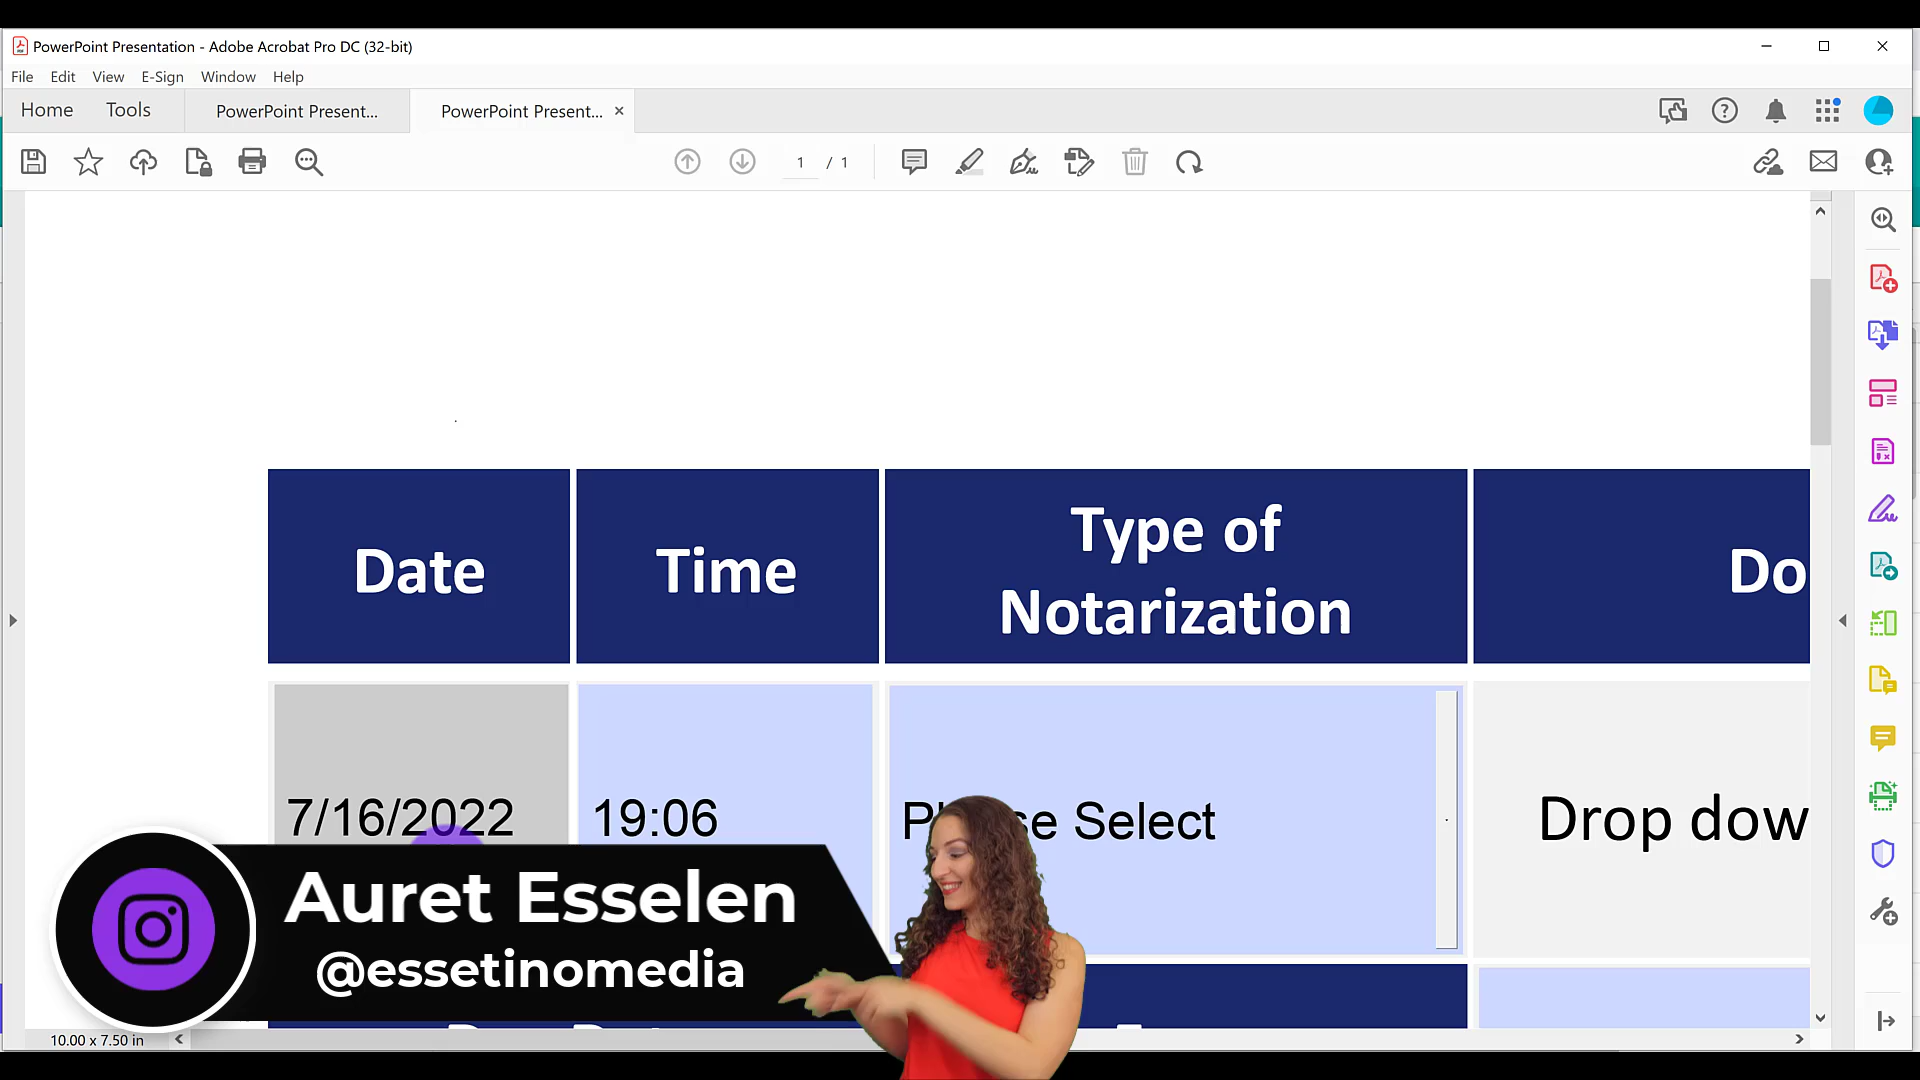 PowerPoint Presentation - Adobe Acrobat Pro DC (32-bit)
File Edit View E-Sign Window Help
Home Tools PowerPoint Present... PowerPoint Present...
1 / 1
Date Time Type of Notarization Do
7/16/2022 19:06 Select Drop dow
Auret Esselen
@essetinomedia
10.00 x 7.50 in